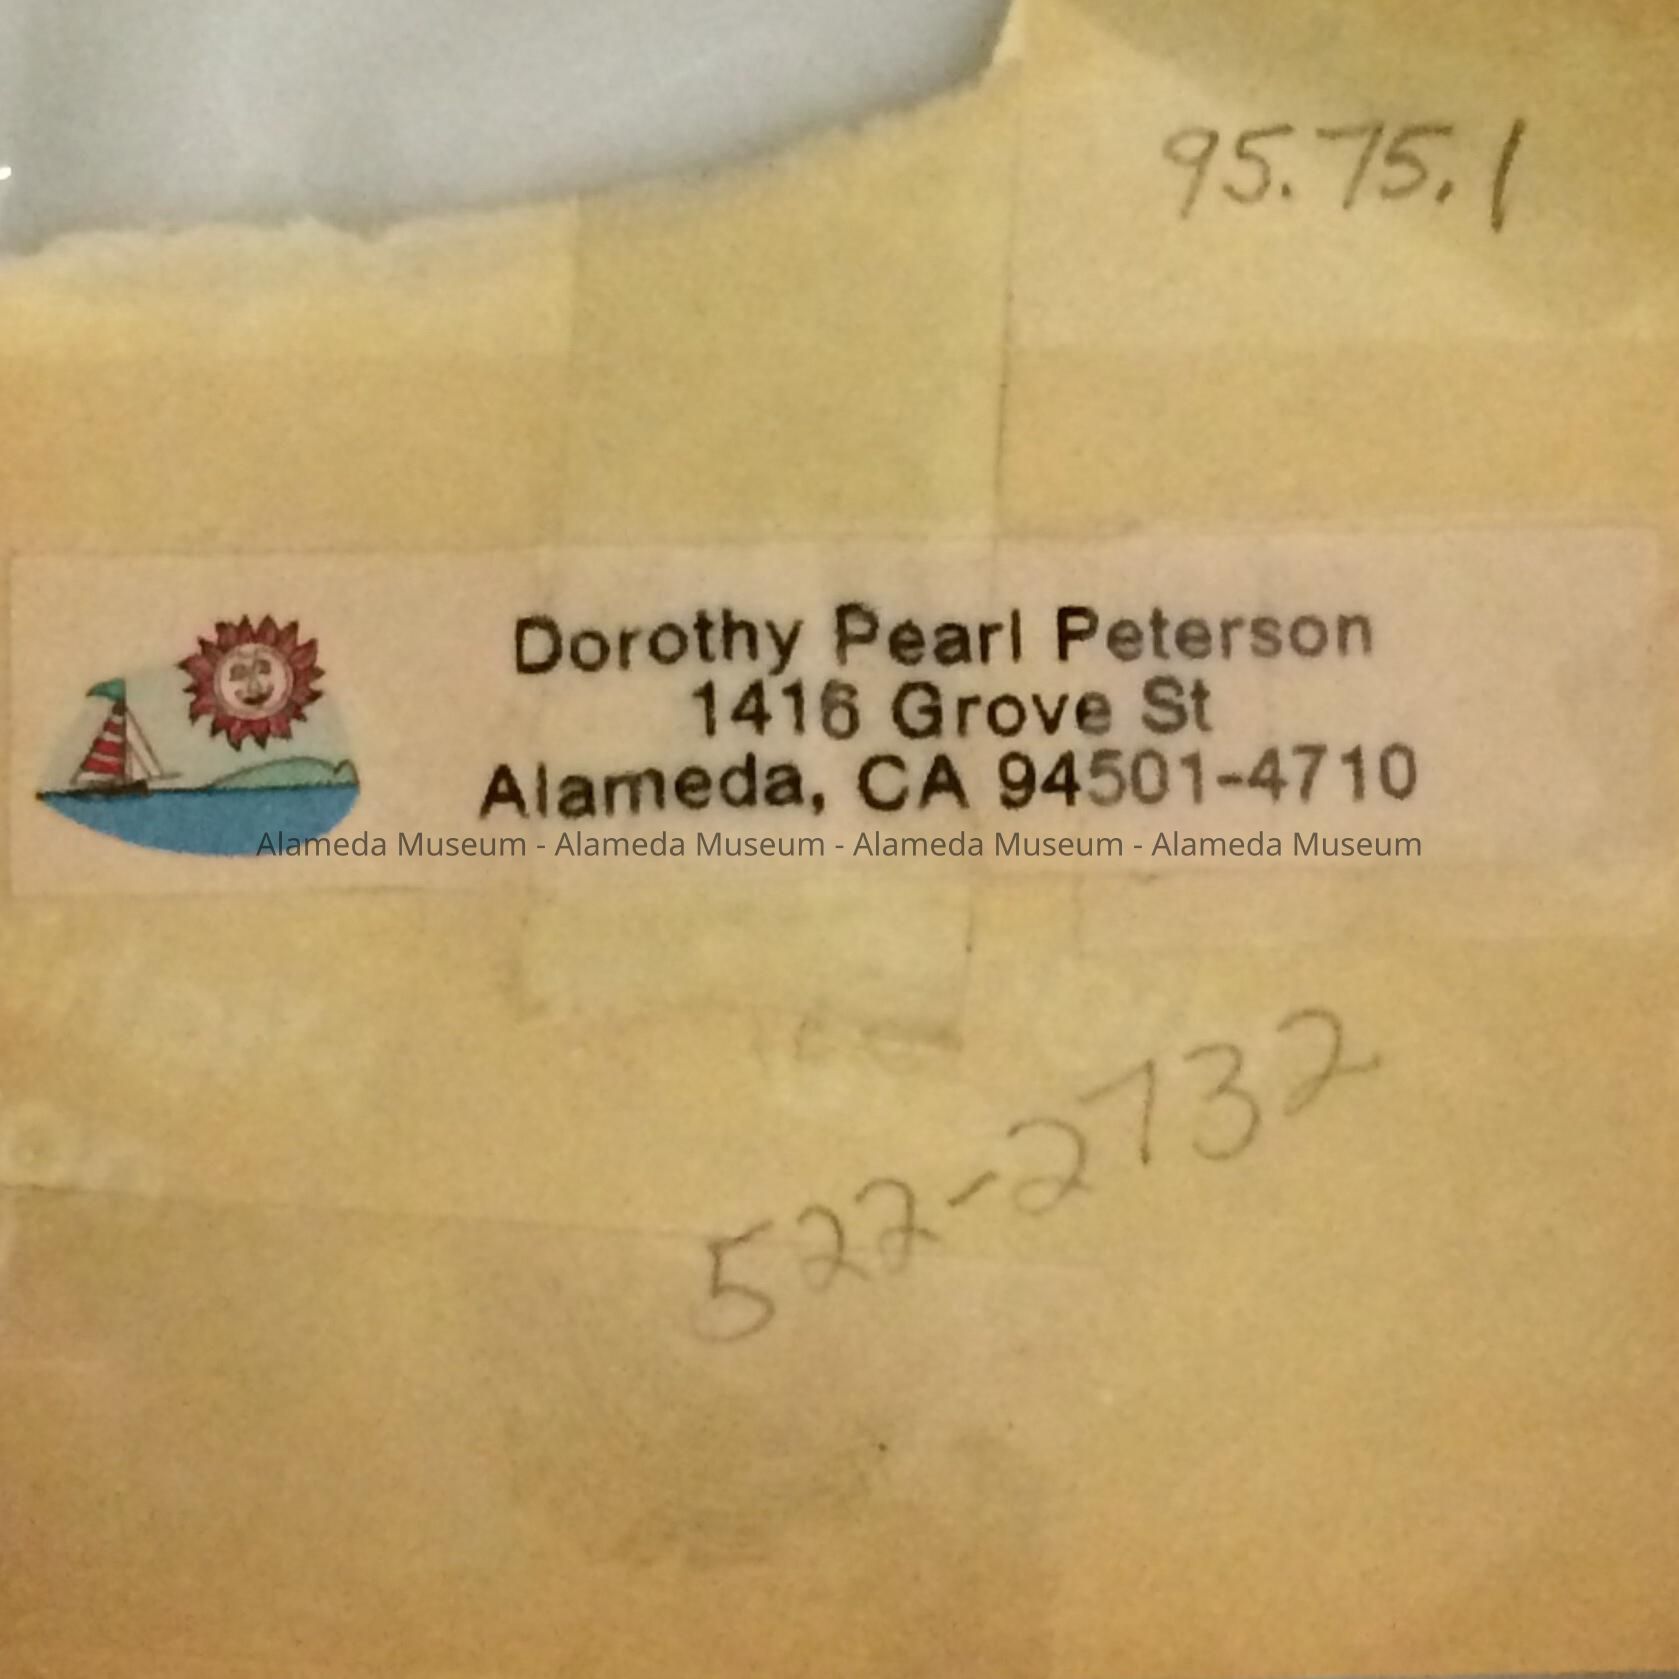 95.75.1
Dorothy Pearl Peterson
1416 Grove St
Alameda, CA 94501-4710
Alameda Museum - Alameda Museum - Alameda Museum - Alameda Museum
522-2732